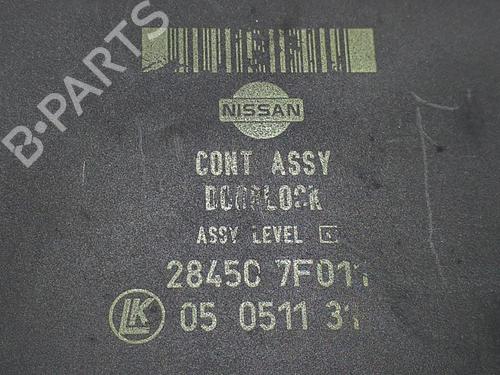 B-PARTS
NISSAN
CONT ASSY
DOORLOCK
ASSY LEVEL K
28450 7F011
LK 05 0511 31